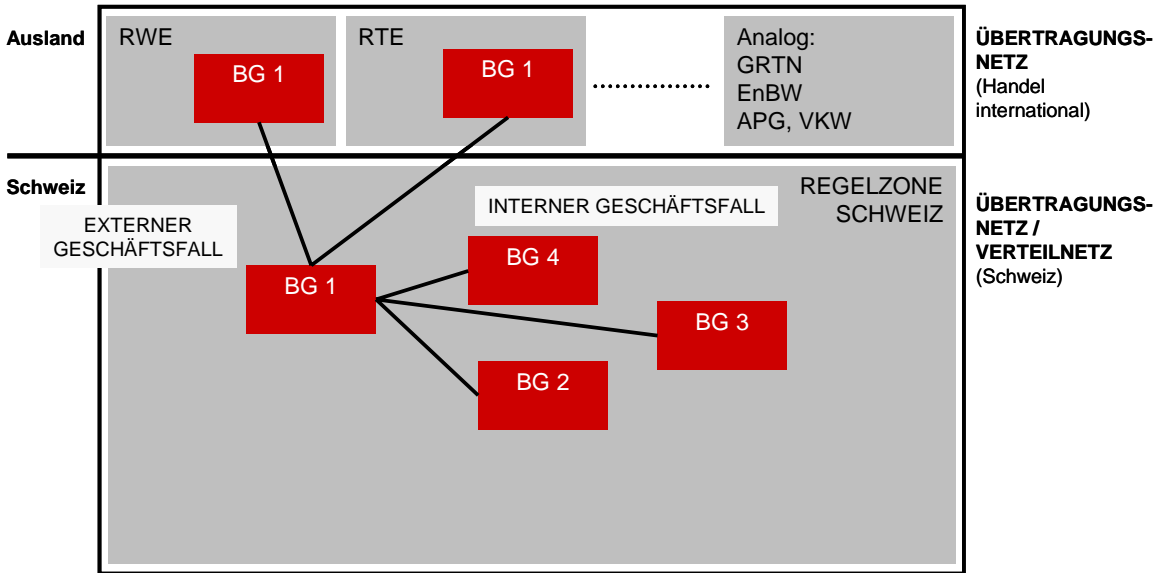 Ausland
RWE
BG 1
RTE
BG 1
Analog:
GRTN
EnBW
APG, VKW
ÜBERTRAGUNGS-
NETZ
(Handel
international)
Schweiz
REGELZONE
SCHWEIZ
EXTERNER
GESCHÄFTSFALL
INTERNER GESCHÄFTSFALL
BG 1
BG 4
BG 3
BG 2
ÜBERTRAGUNGS-
NETZ /
VERTEILNETZ
(Schweiz)